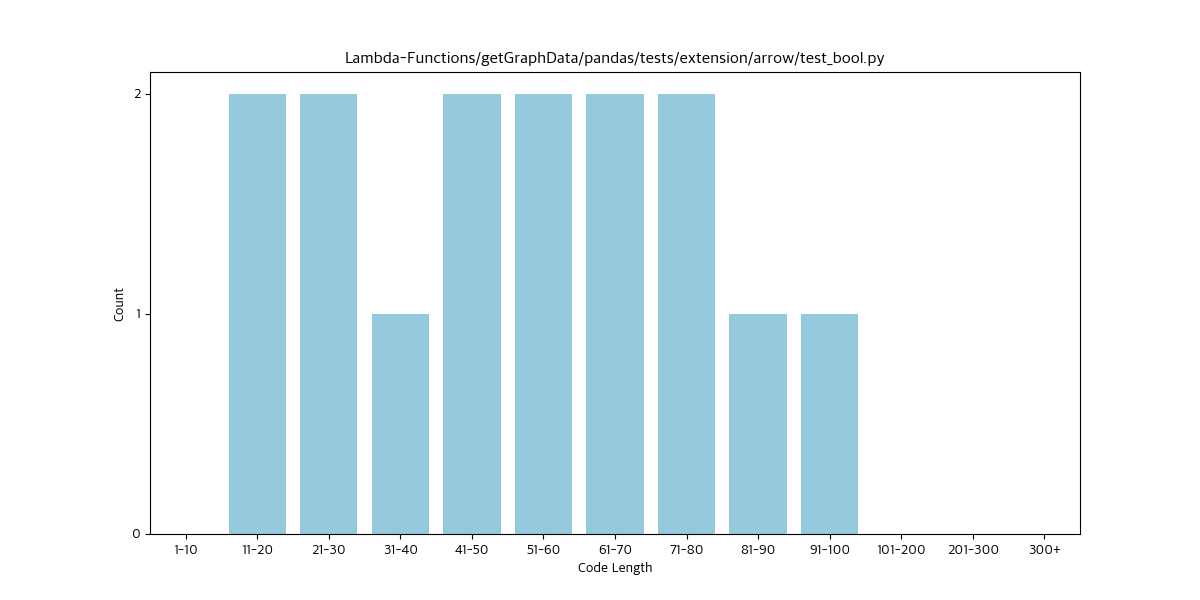 Lambda-Functions/getGraphData/pandas/tests/extension/arrow/test_bool.py
2
1
0
Count
1-10 11-20 21-30 31-40 41-50 51-60 61-70 71-80 81-90 91-100 101-200 201-300 300+
Code Length